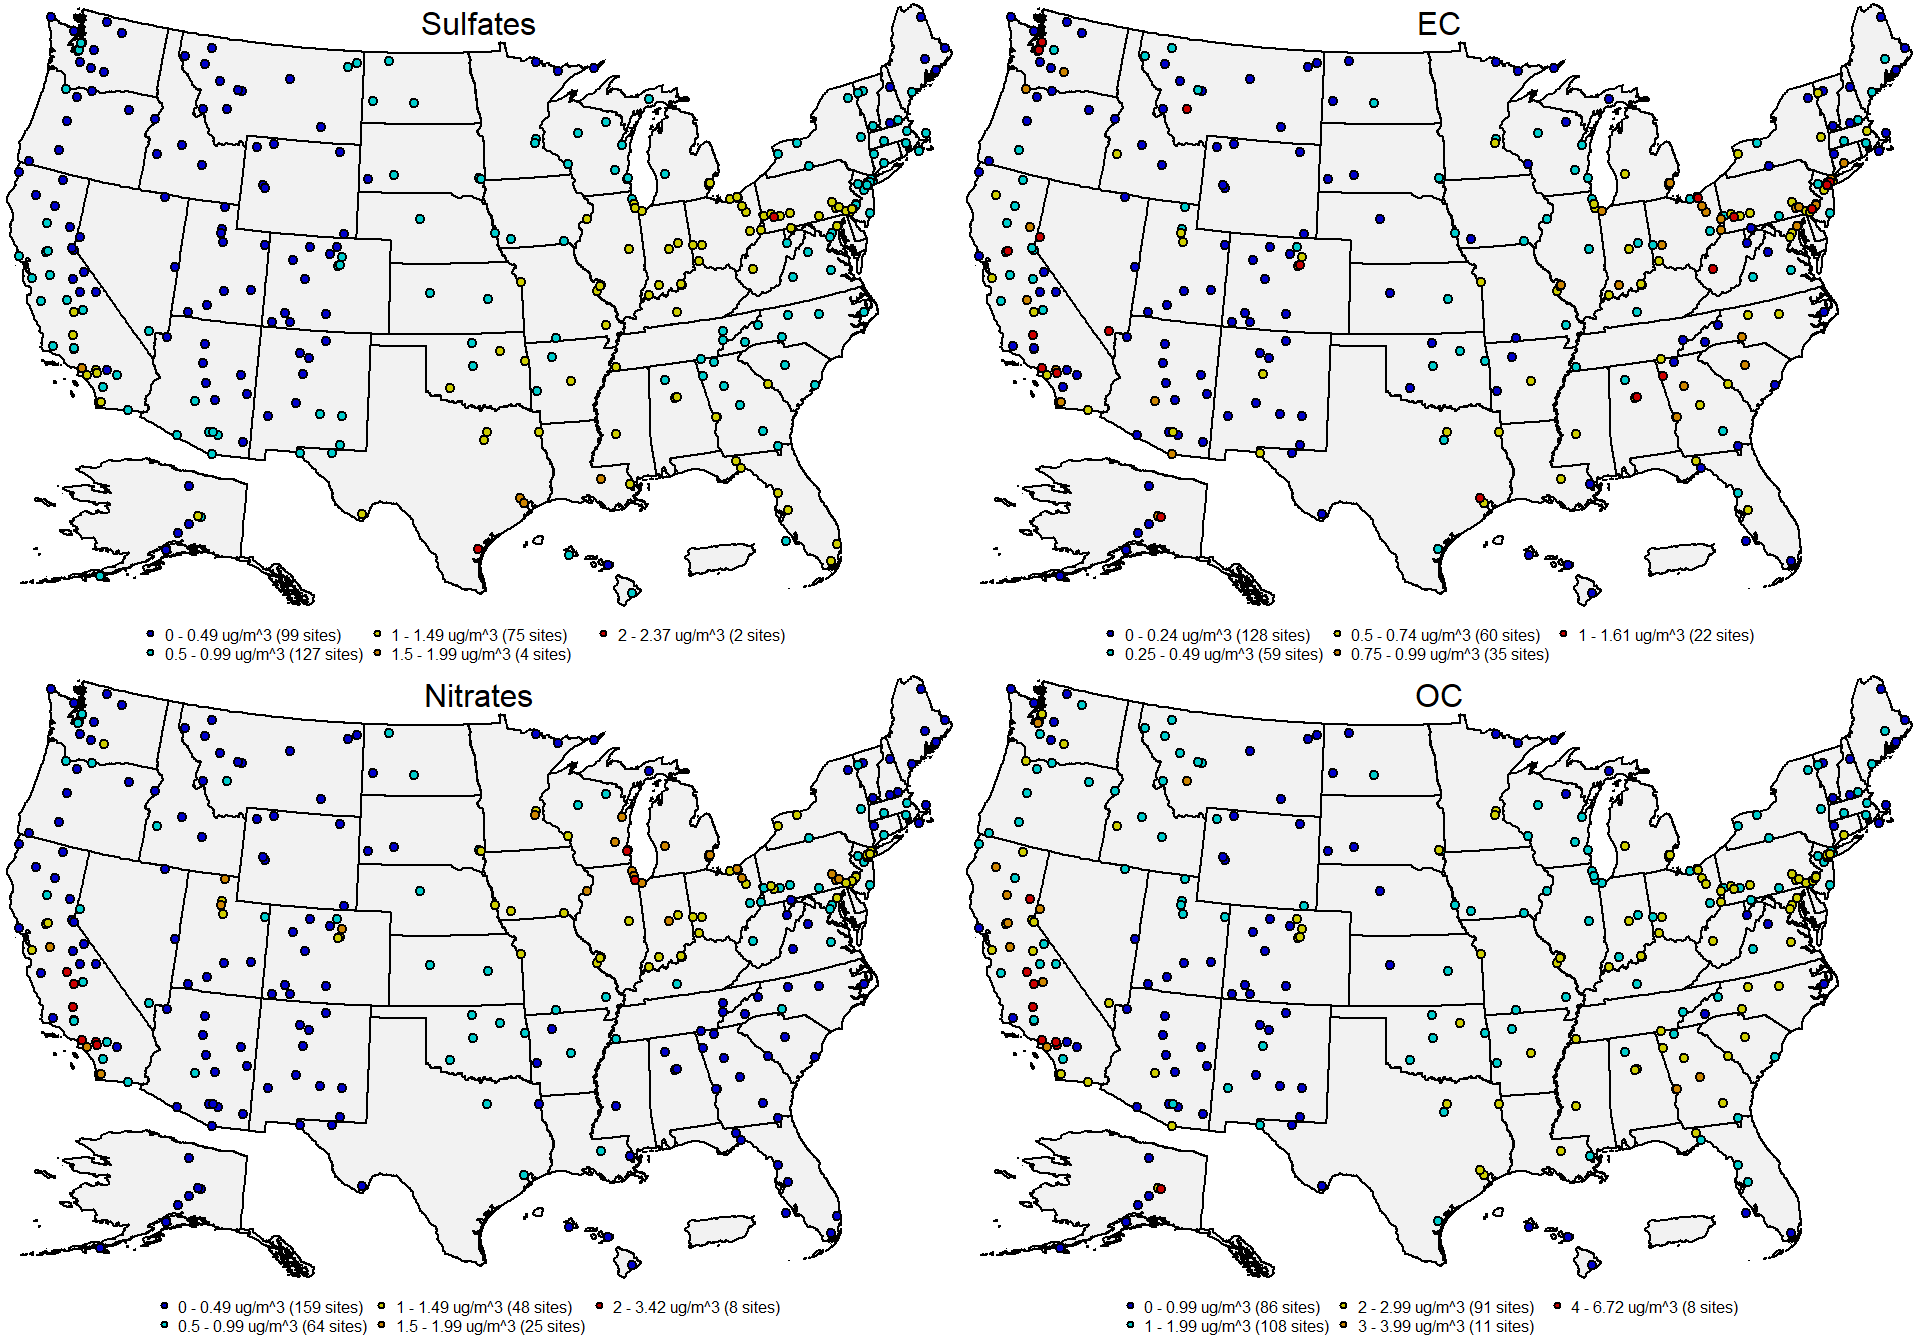 Sulfates
0 - 0.49 ug/m^3 (99 sites)
0.5 - 0.99 ug/m^3 (127 sites)
1 - 1.49 ug/m^3 (75 sites)
1.5 - 1.99 ug/m^3 (4 sites)
2 - 2.37 ug/m^3 (2 sites)
EC
0 - 0.24 ug/m^3 (128 sites)
0.25 - 0.49 ug/m^3 (59 sites)
0.5 - 0.74 ug/m^3 (60 sites)
0.75 - 0.99 ug/m^3 (35 sites)
1 - 1.61 ug/m^3 (22 sites)
Nitrates
0 - 0.49 ug/m^3 (159 sites)
0.5 - 0.99 ug/m^3 (64 sites)
1 - 1.49 ug/m^3 (48 sites)
1.5 - 1.99 ug/m^3 (25 sites)
2 - 3.42 ug/m^3 (8 sites)
OC
0 - 0.99 ug/m^3 (86 sites)
1 - 1.99 ug/m^3 (108 sites)
2 - 2.99 ug/m^3 (91 sites)
3 - 3.99 ug/m^3 (11 sites)
4 - 6.72 ug/m^3 (8 sites)